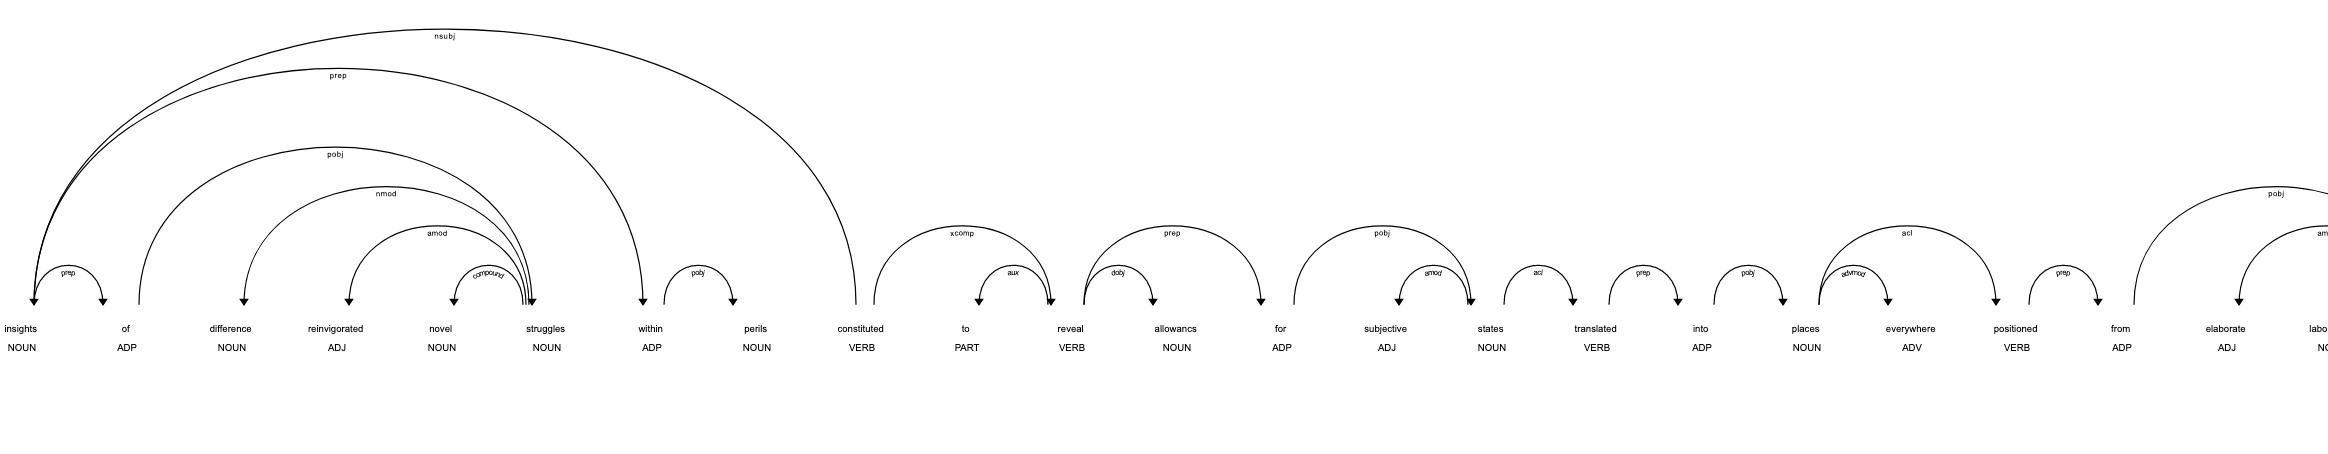 nsubj
prep
pobj
nmod
amod
xcomp
prep
pobj
acl
pobj
prep
compound
pobj
aux
dobj
amod
acl
prep
pobj
advmod
prep
insights of difference reinvigorated novel struggles within perils constituted to reveal allowancs for subjective states translated into places everywhere positioned from elaborate
NOUN ADP NOUN ADJ NOUN NOUN ADP NOUN VERB PART VERB NOUN ADP ADJ NOUN VERB ADP NOUN ADV VERB ADP ADJ